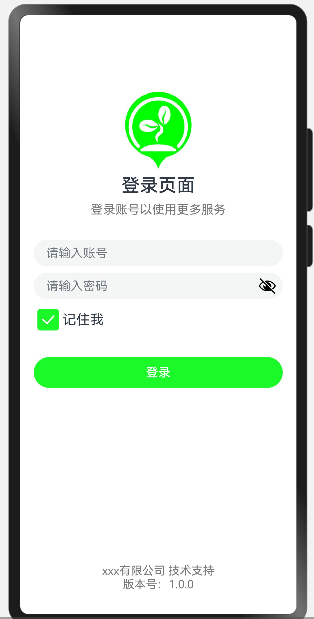 登录页面
登录账号以使用更多服务
请输入账号
请输入密码
记住我
登录
xxx有限公司 技术支持
版本号：1.0.0